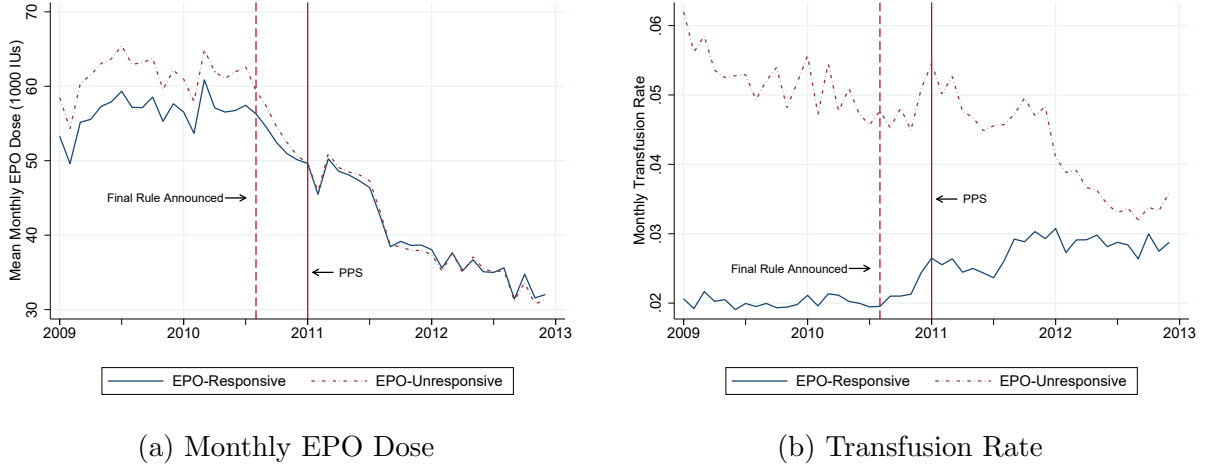 Mean Monthly EPO Dose (1000 IUs)
70
60
50
40
30
Final Rule Announced
PPS
2009
2010
2011
2012
2013
EPO-Responsive
EPO-Unresponsive
(a) Monthly EPO Dose
Monthly Transfusion Rate
.06
.05
.04
.03
.02
PPS
Final Rule Announced
2009
2010
2011
2012
2013
EPO-Responsive
EPO-Unresponsive
(b) Transfusion Rate